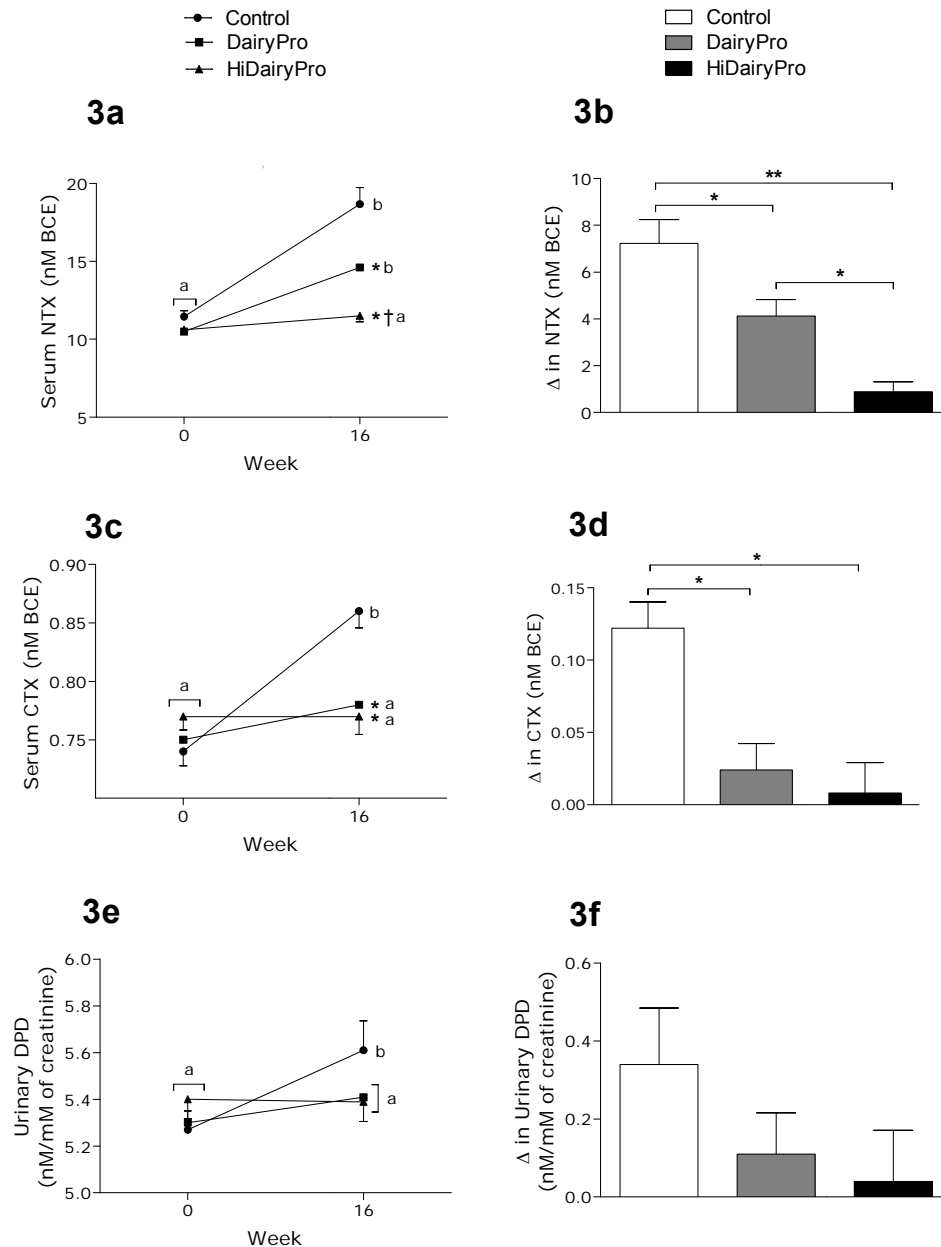 Control
DairyPro
HiDairyPro
Control
DairyPro
HiDairyPro
3a
Serum NTX (nM BCE)
20
15
10
5
a
b
*b
*†a
0
16
Week
3b
Δ in NTX (nM BCE)
10
8
6
4
2
0
**
*
*
3c
Serum CTX (nM BCE)
0.90
0.85
0.80
0.75
a
b
* a
* a
0
16
Week
3d
Δ in CTX (nM BCE)
0.15
0.10
0.05
0.00
*
*
3e
Urinary DPD
(nM/mM of creatinine)
6.0
5.8
5.6
5.4
5.2
5.0
a
b
a
0
16
Week
3f
Δ in Urinary DPD
(nM/mM of creatinine)
0.6
0.4
0.2
0.0